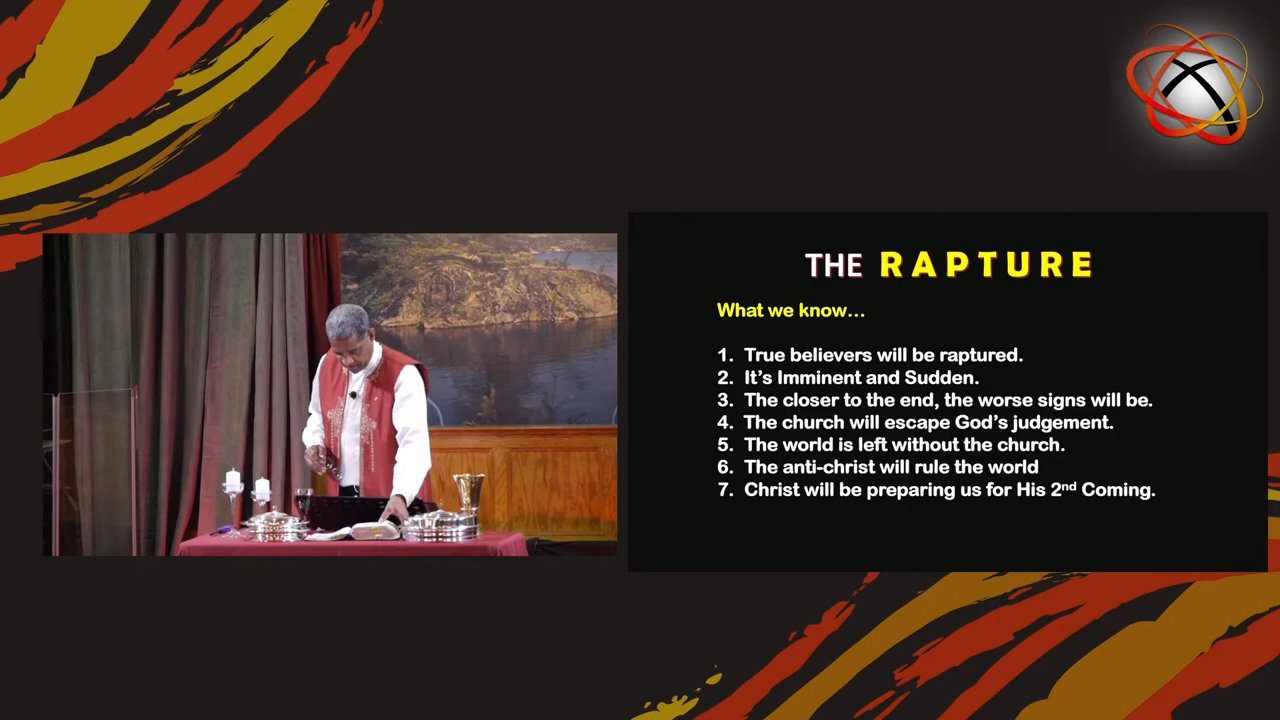 THE RAPTURE
What we know...
1. True believers will be raptured.
2. It's Imminent and Sudden.
3. The closer to the end, the worse signs will be.
4. The church will escape God's judgement.
5. The world is left without the church.
6. The anti-christ will rule the world
7. Christ will be preparing us for His 2nd Coming.